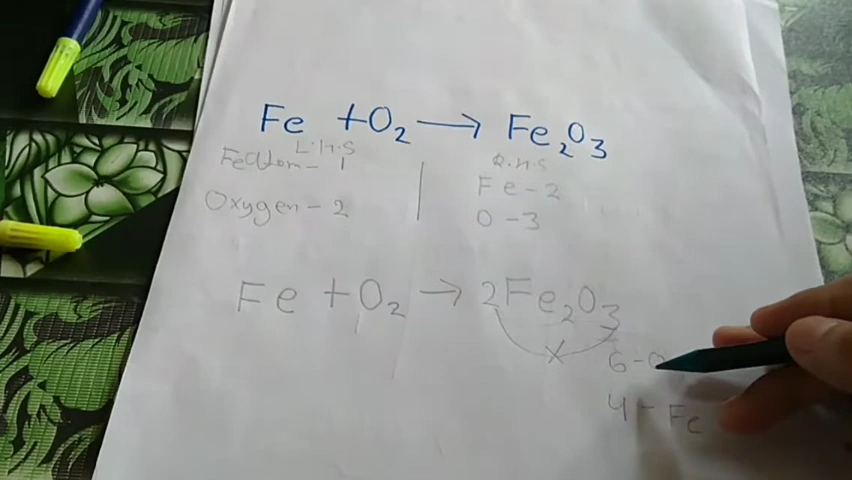 Fe + O2 → Fe2O3
L.H.S R.H.S
Fe atom - 1 Fe - 2
Oxygen - 2 O - 3
Fe + O2 → 2Fe2O3
×
6 - O
4 - Fe